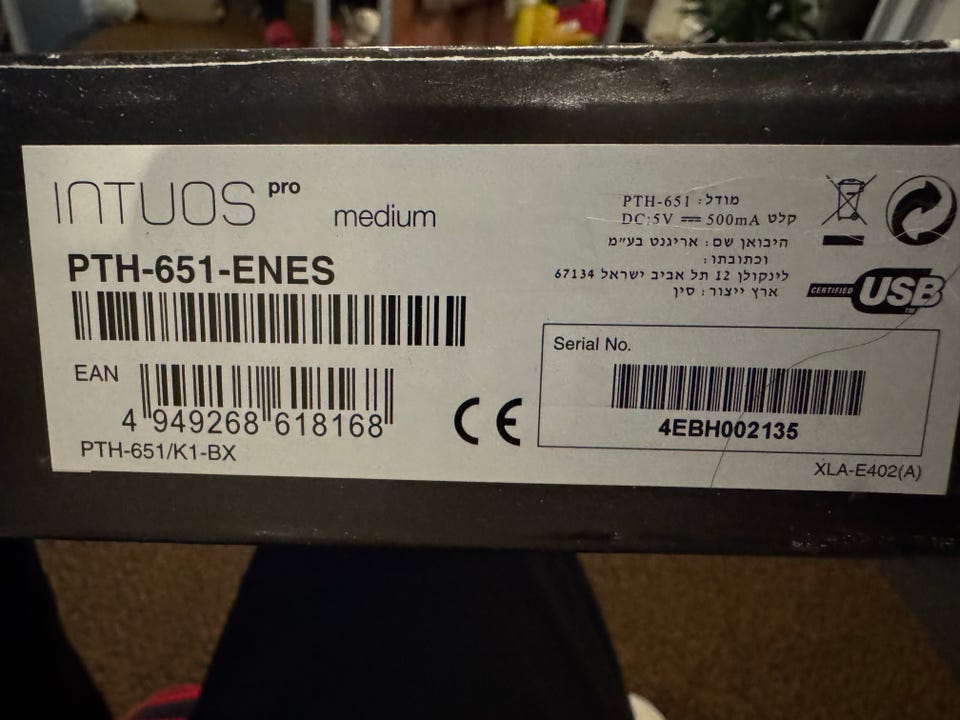 INTUOS pro medium
PTH-651-ENES
EAN
4 949268 618168
PTH-651/K1-BX
CE
מודל: PTH-651
קלט DC:5V 500mA
היבואן שם: אריגנט בע"מ
וכתובתו:
לינקולן 12 תל אביב ישראל 67134
ארץ ייצור: סין
CERTIFIED USB TM
Serial No.
4EBH002135
XLA-E402(A)